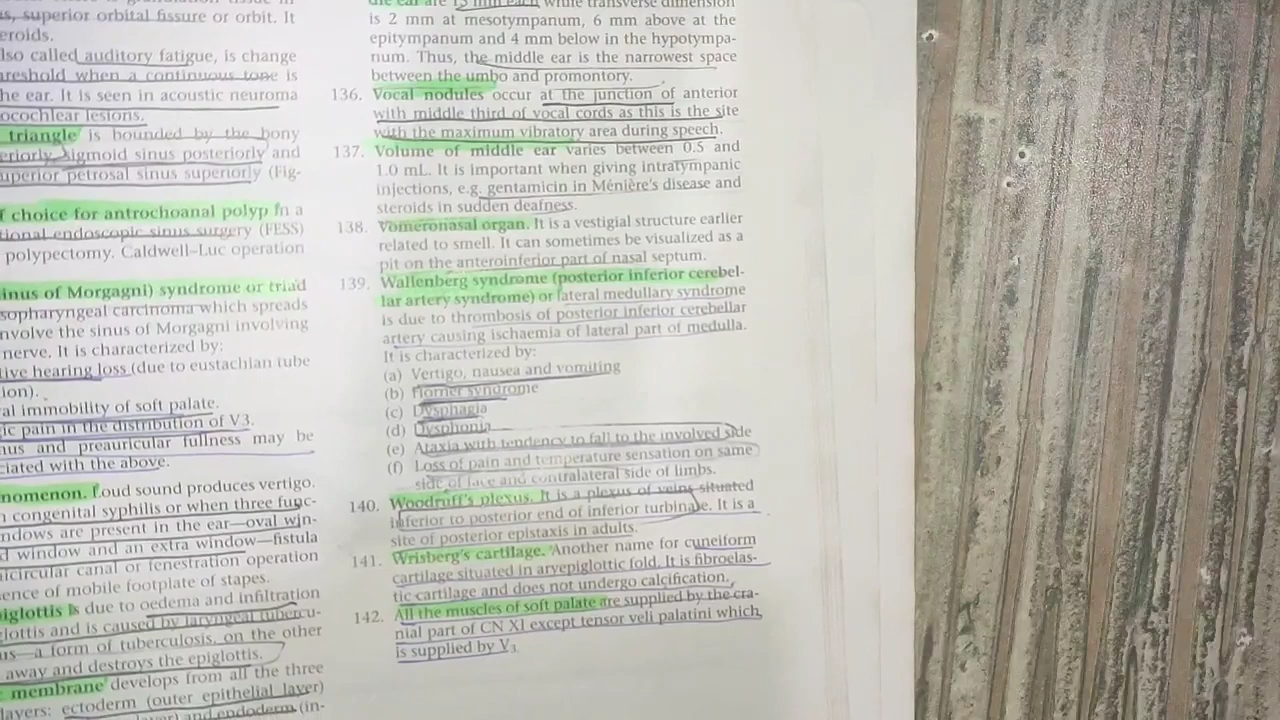 s, superior orbital fissure or orbit. It
eroids.
lso called auditory fatigue, is change
reshold when a continuous tone is
he ear. It is seen in acoustic neuroma
ocochlear lesions.
triangle is bounded by the bony
eriorly, sigmoid sinus posteriorly and
uperior petrosal sinus superiorly (Fig-
f choice for antrochoanal polyp in a
tional endoscopic sinus surgery (FESS)
polypectomy. Caldwell–Luc operation
inus of Morgagni) syndrome or triad
sopharyngeal carcinoma which spreads
nvolve the sinus of Morgagni involving
nerve. It is characterized by:
tive hearing loss (due to eustachian tube
ion).
al immobility of soft palate.
ic pain in the distribution of V3.
nus and preauricular fullness may be
ciated with the above.
nomenon. Loud sound produces vertigo.
n congenital syphilis or when three func-
ndows are present in the ear—oval win-
d window and an extra window—fistula
icircular canal or fenestration operation
sence of mobile footplate of stapes.
piglottis is due to oedema and infiltration
glottis and is caused by laryngeal tubercu-
us—a form of tuberculosis, on the other
away and destroys the epiglottis.
membrane develops from all the three
layers: ectoderm (outer epithelial layer)
layer) and endoderm (in-
the ear are 15 mm each while transverse dimension
is 2 mm at mesotympanum, 6 mm above at the
epitympanum and 4 mm below in the hypotympa-
num. Thus, the middle ear is the narrowest space
between the umbo and promontory.
136. Vocal nodules occur at the junction of anterior
with middle third of vocal cords as this is the site
with the maximum vibratory area during speech.
137. Volume of middle ear varies between 0.5 and
1.0 mL. It is important when giving intratympanic
injections, e.g. gentamicin in Ménière's disease and
steroids in sudden deafness.
138. Vomeronasal organ. It is a vestigial structure earlier
related to smell. It can sometimes be visualized as a
pit on the anteroinferior part of nasal septum.
139. Wallenberg syndrome (posterior inferior cerebel-
lar artery syndrome) or lateral medullary syndrome
is due to thrombosis of posterior inferior cerebellar
artery causing ischaemia of lateral part of medulla.
It is characterized by:
(a) Vertigo, nausea and vomiting
(b) Horner syndrome
(c) Dysphagia
(d) Dysphonia
(e) Ataxia with tendency to fall to the involved side
(f) Loss of pain and temperature sensation on same
side of face and contralateral side of limbs.
140. Woodruff's plexus. It is a plexus of veins situated
inferior to posterior end of inferior turbinate. It is a
site of posterior epistaxis in adults.
141. Wrisberg's cartilage. Another name for cuneiform
cartilage situated in aryepiglottic fold. It is fibroelas-
tic cartilage and does not undergo calcification.
142. All the muscles of soft palate are supplied by the cra-
nial part of CN XI except tensor veli palatini which
is supplied by V3.